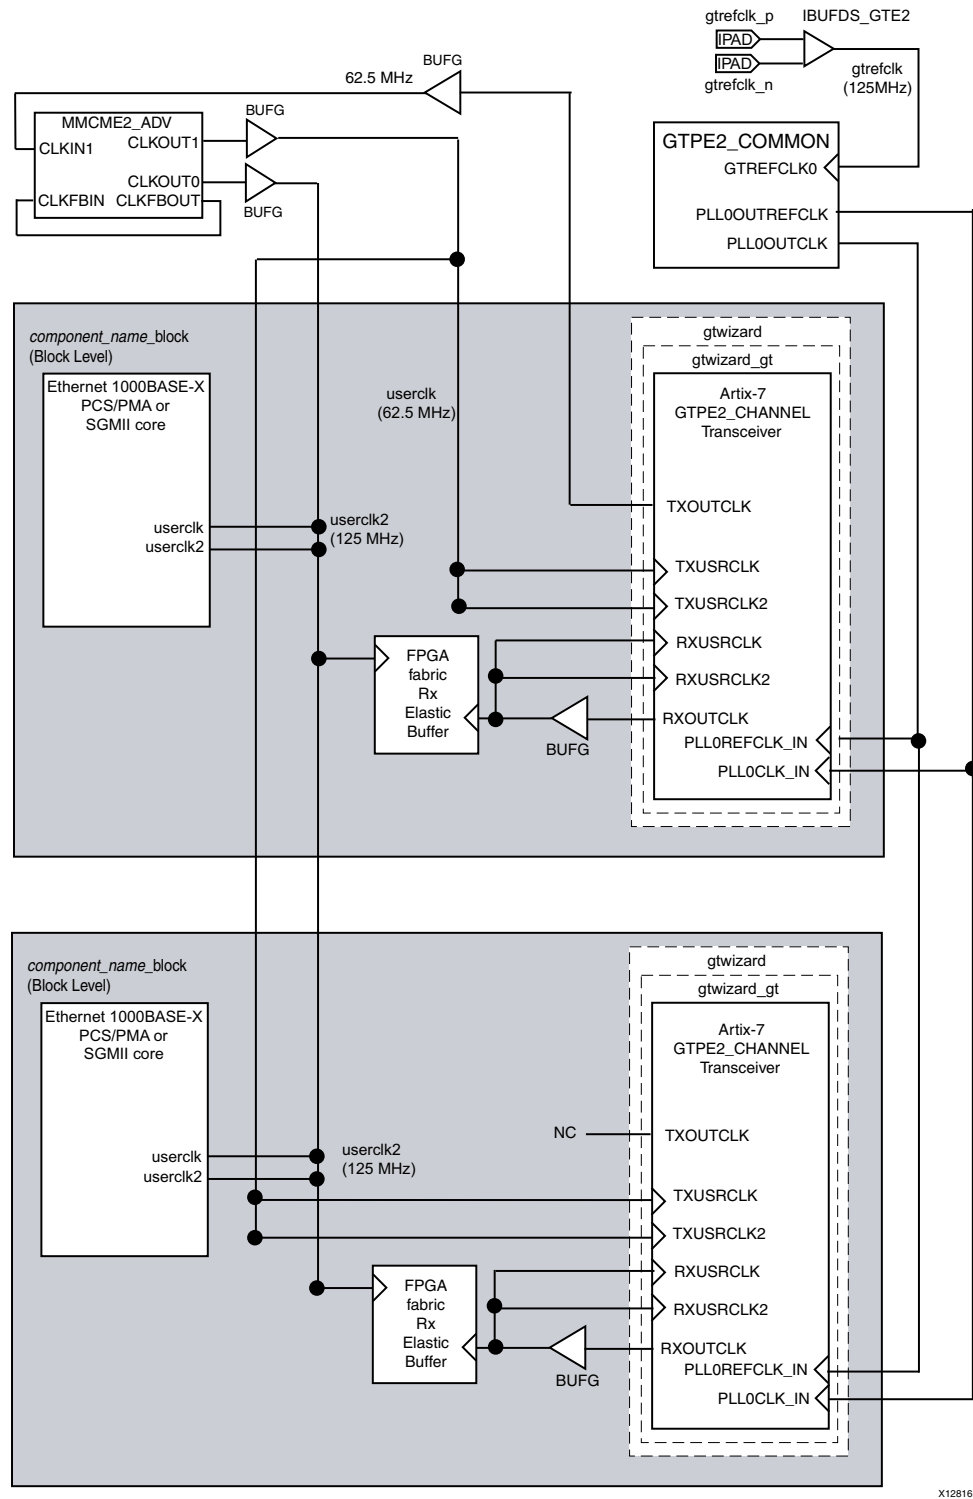 gtrefclk_p
IBUFDS_GTE2
IPAD
IPAD
gtrefclk_n
gtrefclk
(125MHz)
BUFG
62.5 MHz
BUFG
MMCME2_ADV
CLKIN1
CLKOUT1
CLKOUT0
CLKFBIN
CLKFBOUT
BUFG
GTPE2_COMMON
GTREFCLK0
PLL0OUTREFCLK
PLL0OUTCLK
component_name_block
(Block Level)
Ethernet 1000BASE-X
PCS/PMA or
SGMII core
userclk
userclk2
userclk2
(125 MHz)
userclk
(62.5 MHz)
gtwizard
gtwizard_gt
Artix-7
GTPE2_CHANNEL
Transceiver
TXOUTCLK
TXUSRCLK
TXUSRCLK2
RXUSRCLK
RXUSRCLK2
RXOUTCLK
PLL0REFCLK_IN
PLL0CLK_IN
FPGA
fabric
Rx
Elastic
Buffer
BUFG
component_name_block
(Block Level)
Ethernet 1000BASE-X
PCS/PMA or
SGMII core
userclk
userclk2
userclk2
(125 MHz)
gtwizard
gtwizard_gt
Artix-7
GTPE2_CHANNEL
Transceiver
NC
TXOUTCLK
TXUSRCLK
TXUSRCLK2
RXUSRCLK
RXUSRCLK2
RXOUTCLK
PLL0REFCLK_IN
PLL0CLK_IN
FPGA
fabric
Rx
Elastic
Buffer
BUFG
X12816